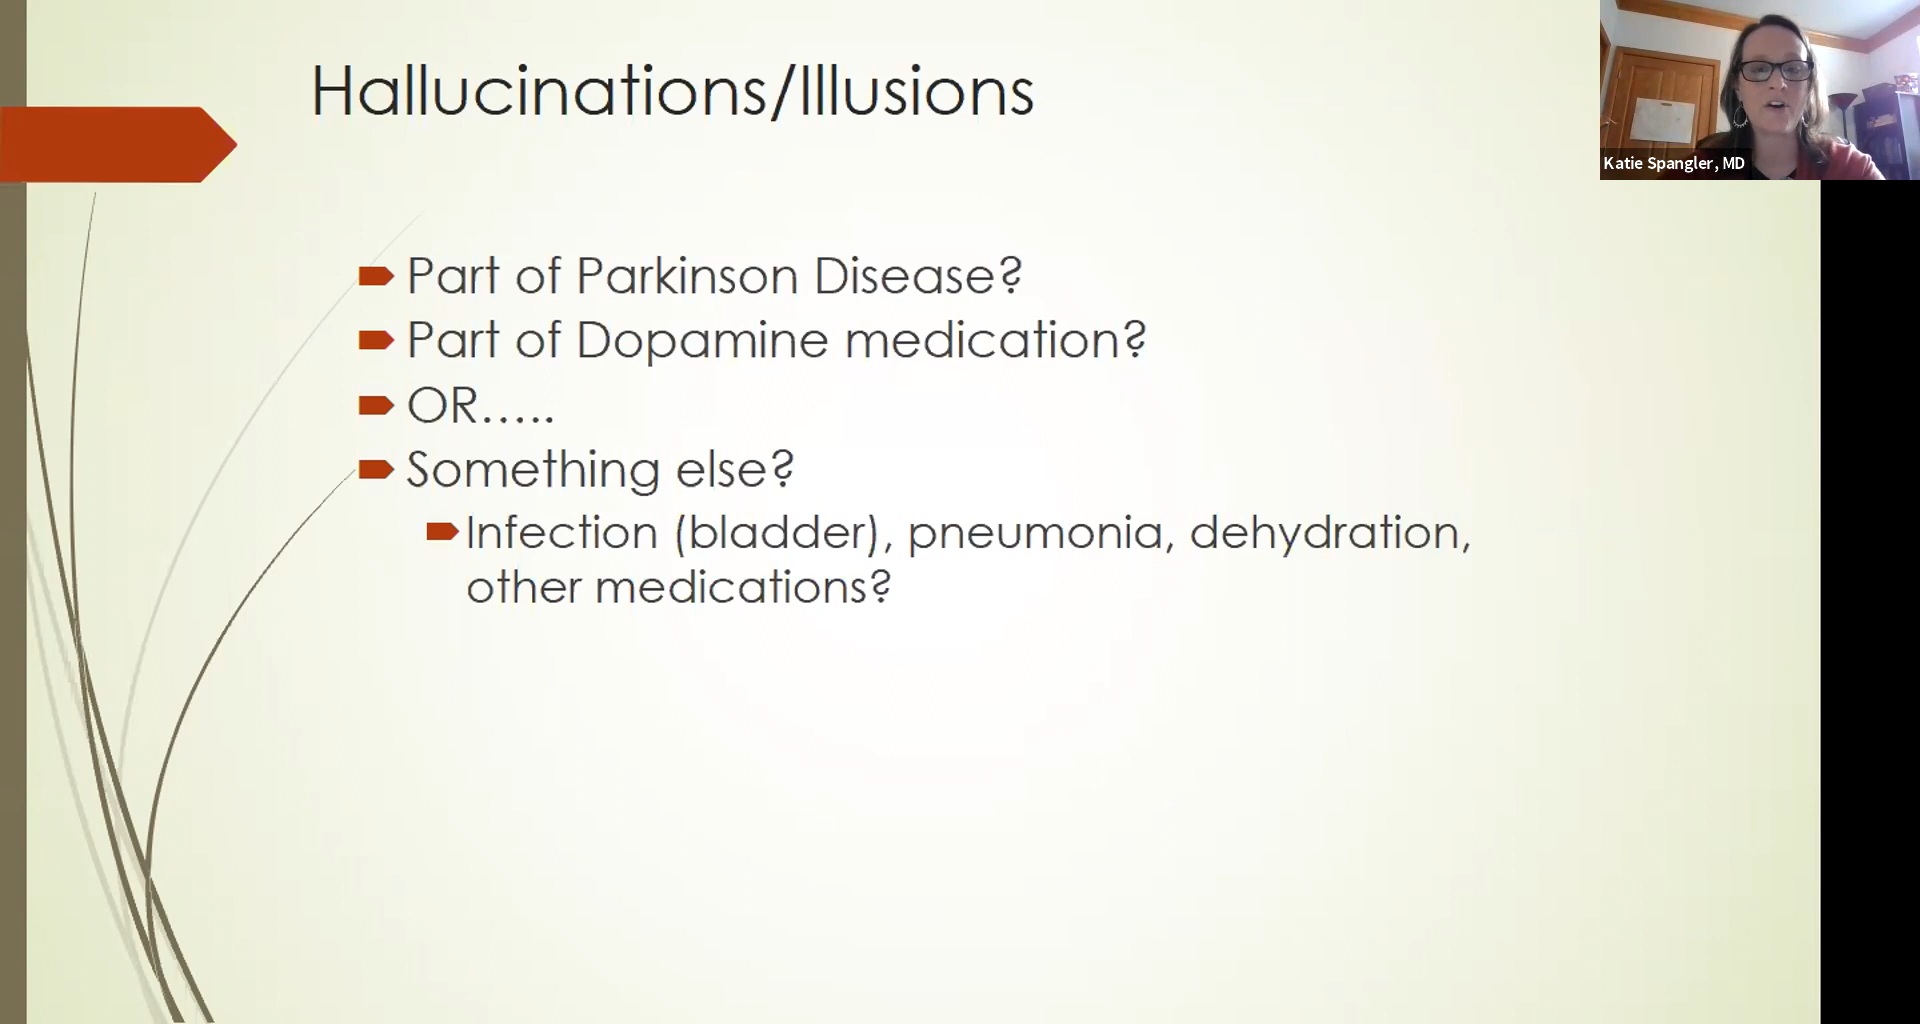 Hallucinations/Illusions
Katie Spangler, MD
Part of Parkinson Disease?
Part of Dopamine medication?
OR.....
Something else?
Infection (bladder), pneumonia, dehydration,
other medications?